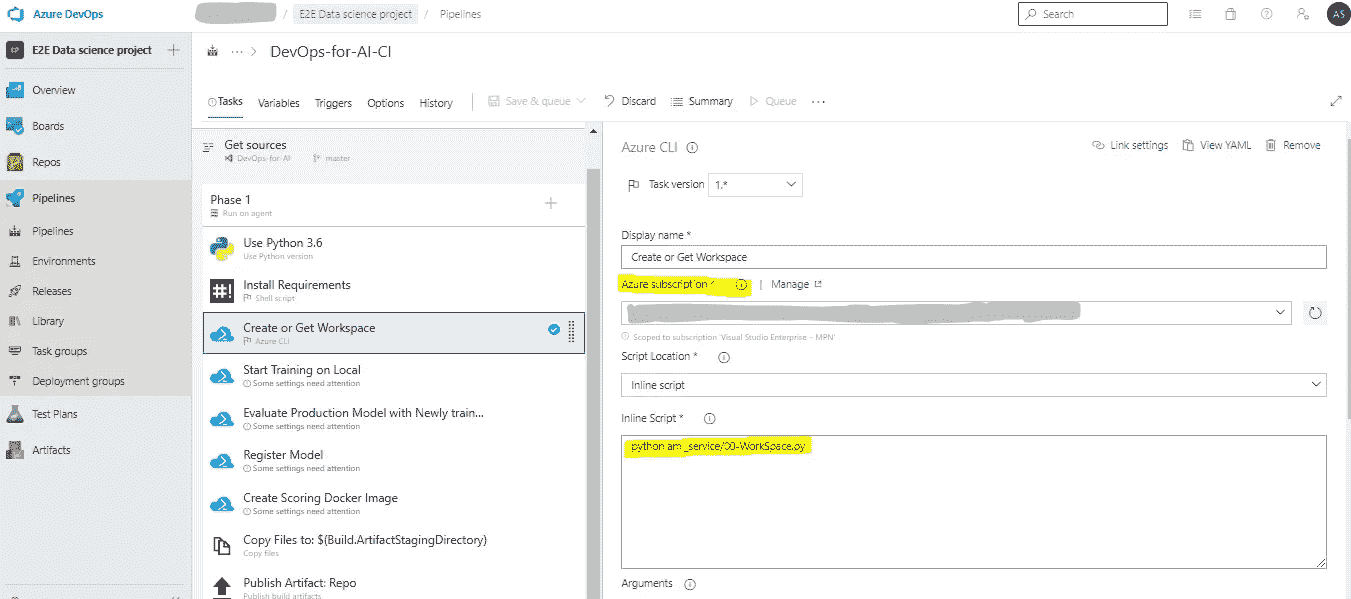 Azure DevOps
/ E2E Data science project / Pipelines
Search
AS
E2E Data science project
DevOps-for-AI-CI
Overview
Boards
Repos
Pipelines
Pipelines
Environments
Releases
Library
Task groups
Deployment groups
Test Plans
Artifacts
Tasks Variables Triggers Options History Save & queue Discard Summary Queue
Get sources
DevOps-for-AI master
Phase 1
Run on agent
Use Python 3.6
Use Python version
Install Requirements
Shell script
Create or Get Workspace
Azure CLI
Start Training on Local
Some settings need attention
Evaluate Production Model with Newly train...
Some settings need attention
Register Model
Some settings need attention
Create Scoring Docker Image
Some settings need attention
Copy Files to: $(Build.ArtifactStagingDirectory)
Copy files
Publish Artifact: Repo
Publish build artifacts
Azure CLI
Link settings View YAML Remove
Task version 1.*
Display name *
Create or Get Workspace
Azure subscription * | Manage
Scoped to subscription 'Visual Studio Enterprise – MPN'
Script Location *
Inline script
Inline Script *
python aml_service/00-WorkSpace.py
Arguments